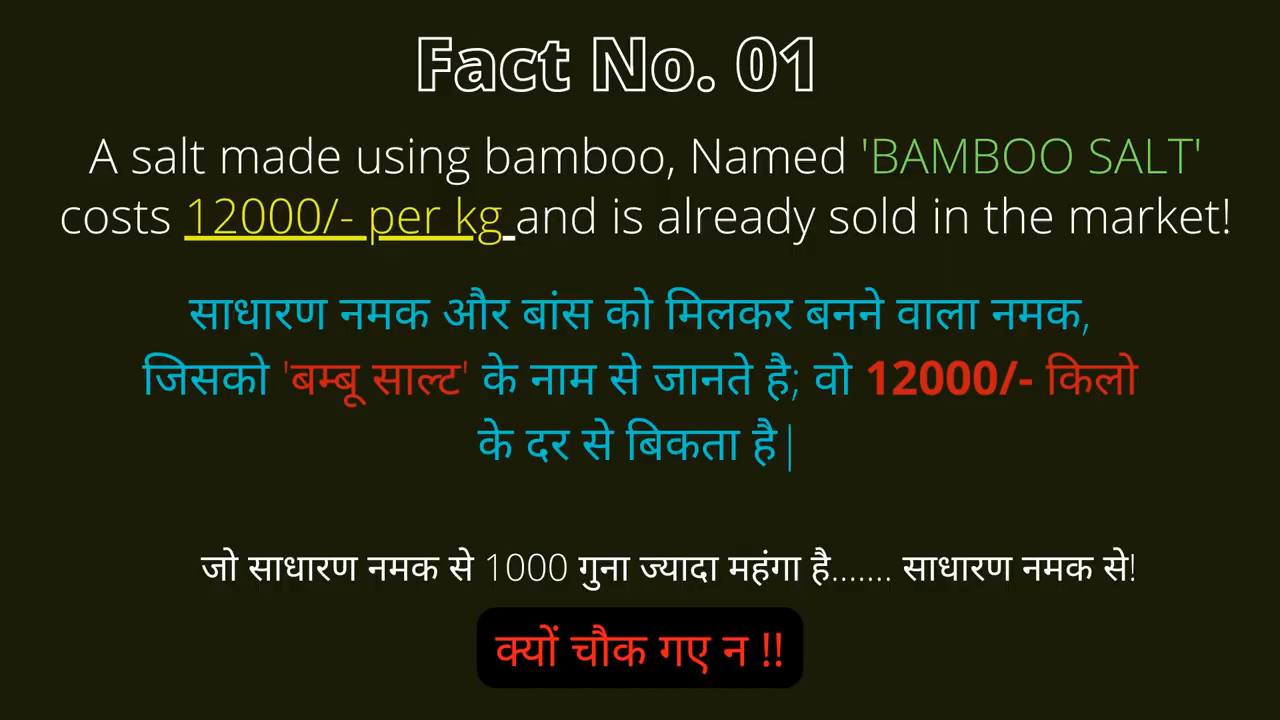 Fact No. 01
A salt made using bamboo, Named 'BAMBOO SALT'
costs 12000/- per kg and is already sold in the market!
साधारण नमक और बांस को मिलकर बनने वाला नमक,
जिसको 'बम्बू साल्ट' के नाम से जानते है; वो 12000/- किलो
के दर से बिकता है|
जो साधारण नमक से 1000 गुना ज्यादा महंगा है....... साधारण नमक से!
क्यों चौक गए न !!